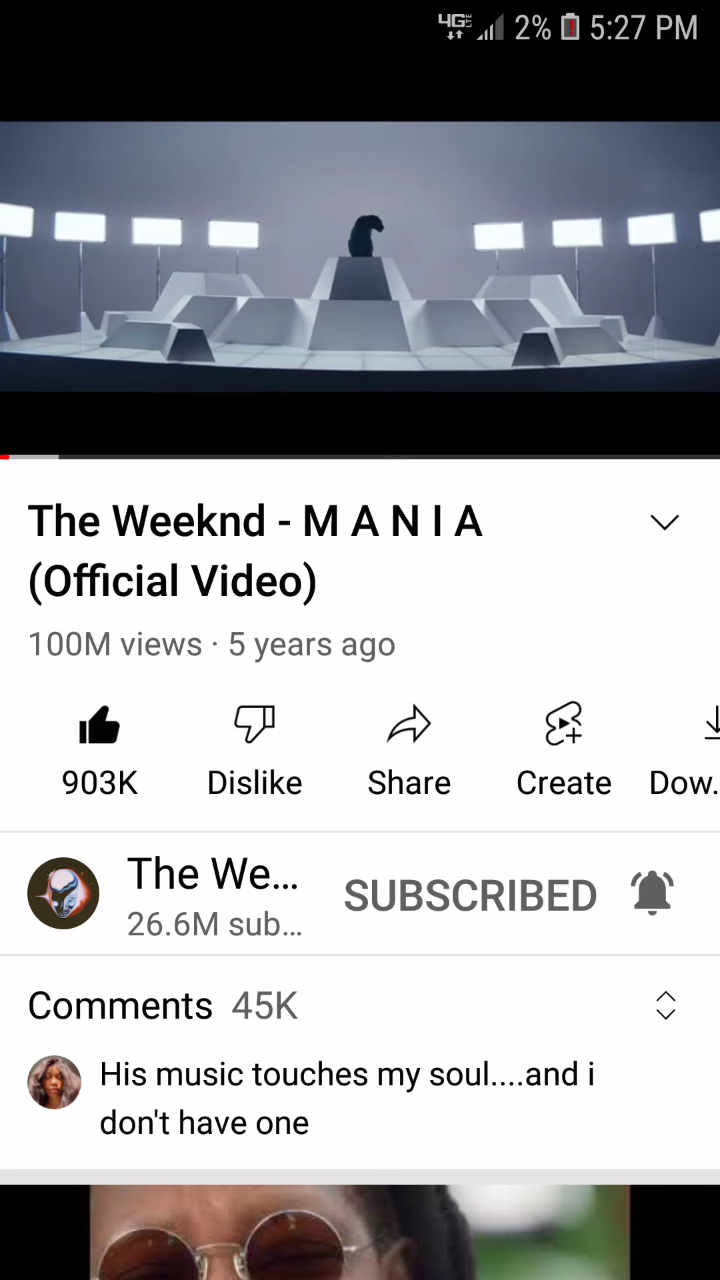 4G LTE 2% 5:27 PM
The Weeknd - M A N I A
(Official Video)
100M views · 5 years ago
903K Dislike Share Create Dow.
The We... SUBSCRIBED
26.6M sub...
Comments 45K
His music touches my soul....and i
don't have one